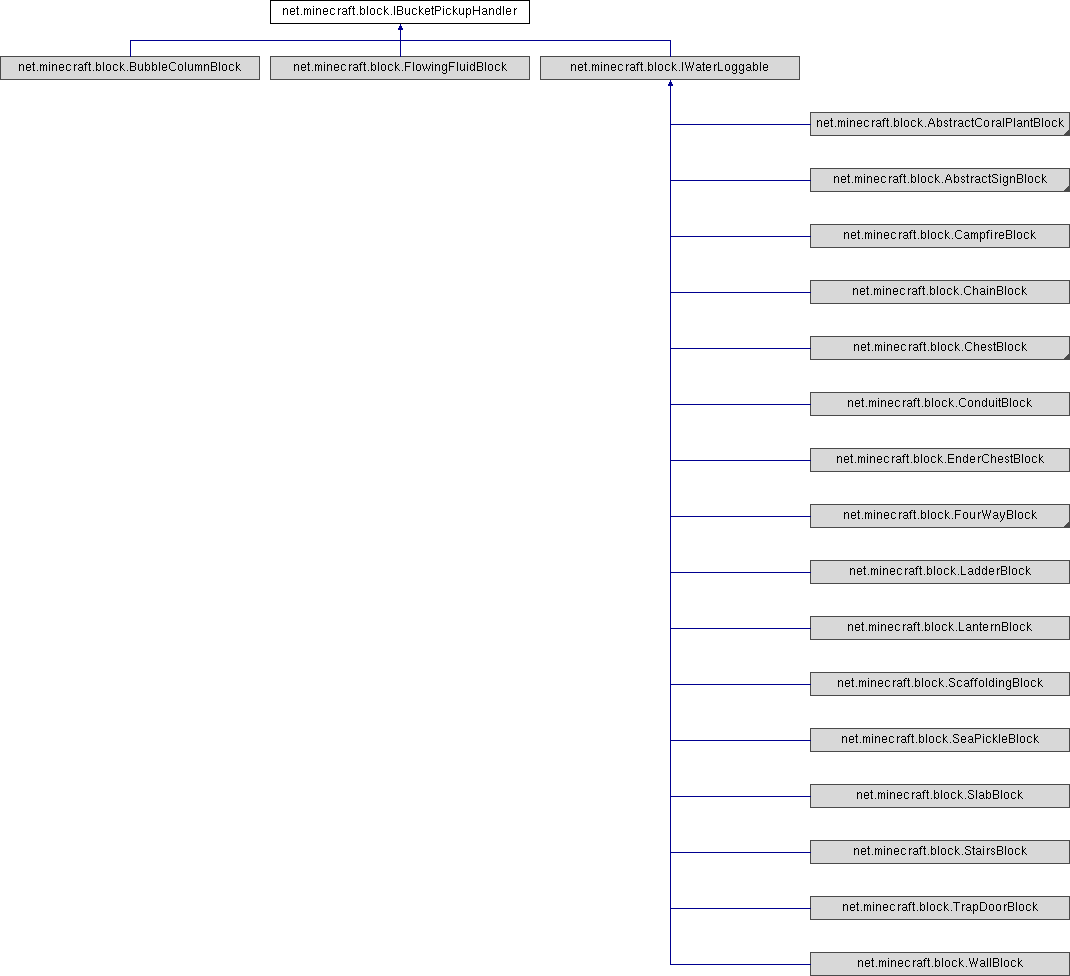 net.minecraft.block.IBucketPickupHandler
net.minecraft.block.BubbleColumnBlock
net.minecraft.block.FlowingFluidBlock
net.minecraft.block.IWaterLoggable
net.minecraft.block.AbstractCoralPlantBlock
net.minecraft.block.AbstractSignBlock
net.minecraft.block.CampfireBlock
net.minecraft.block.ChainBlock
net.minecraft.block.ChestBlock
net.minecraft.block.ConduitBlock
net.minecraft.block.EnderChestBlock
net.minecraft.block.FourWayBlock
net.minecraft.block.LadderBlock
net.minecraft.block.LanternBlock
net.minecraft.block.ScaffoldingBlock
net.minecraft.block.SeaPickleBlock
net.minecraft.block.SlabBlock
net.minecraft.block.StairsBlock
net.minecraft.block.TrapDoorBlock
net.minecraft.block.WallBlock